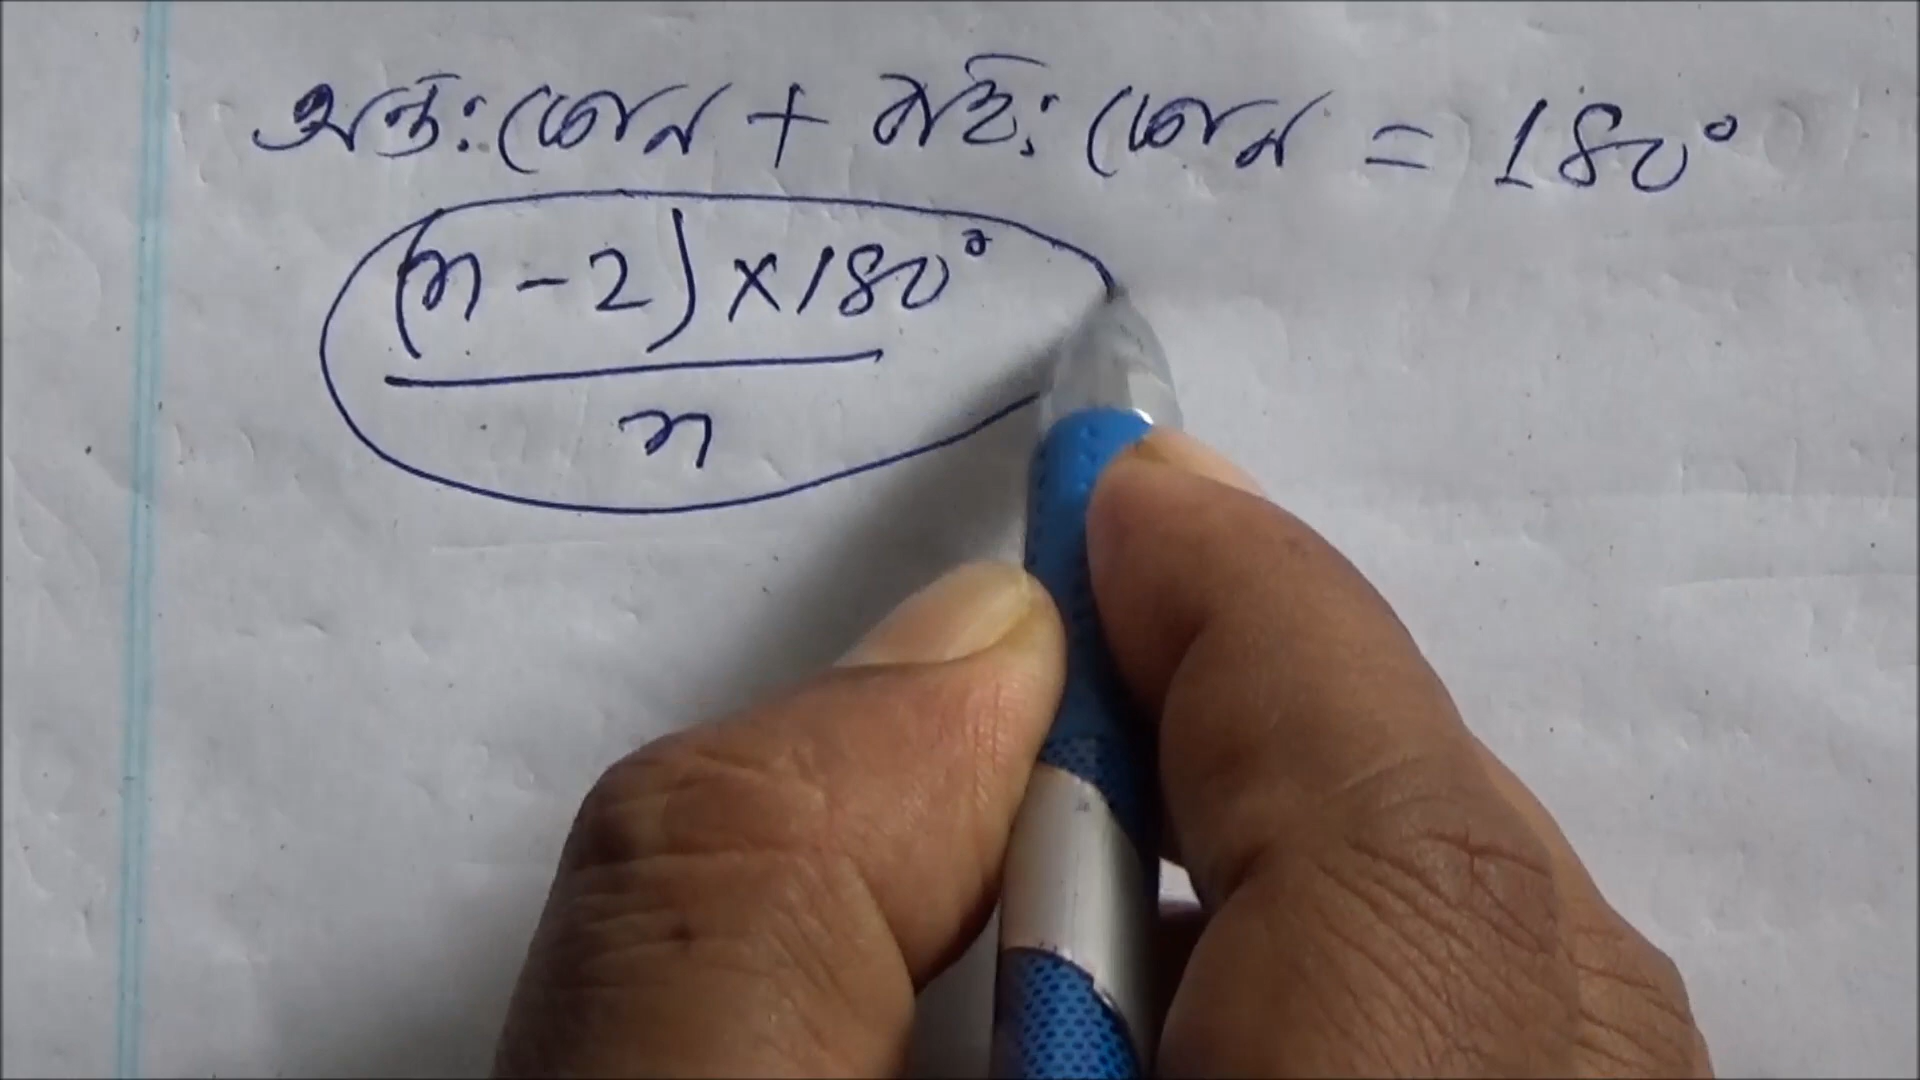 অন্ত:কোন + বহি: কোন = 180°
(n - 2) × 180°
n